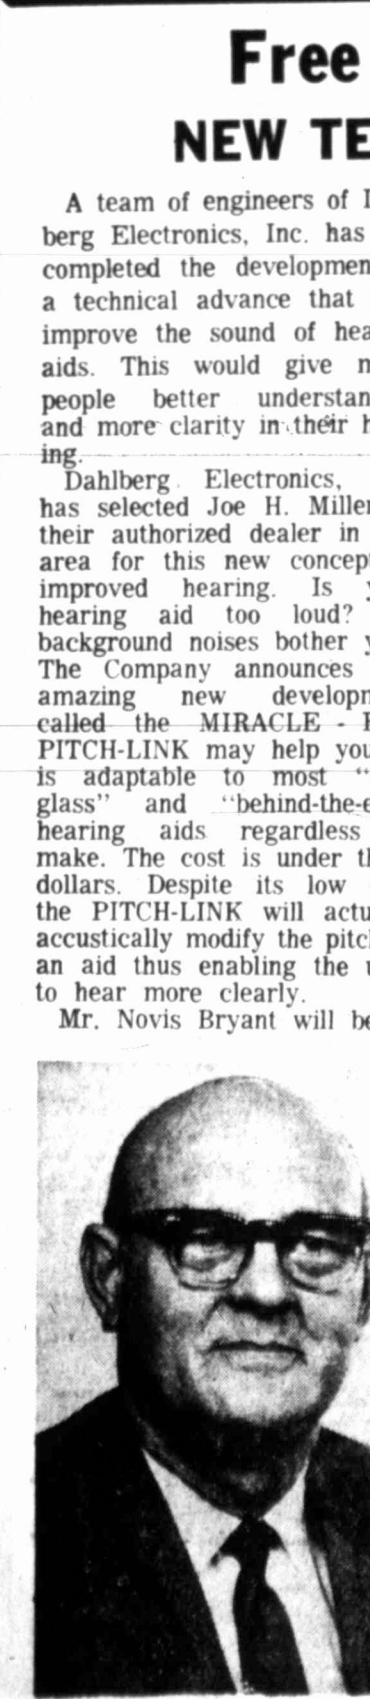 Free
NEW TE
A team of engineers of D
berg Electronics, Inc. has
completed the developmen
a technical advance that
improve the sound of hea
aids. This would give m
people better understan
and more clarity in their h
ing.
Dahlberg Electronics,
has selected Joe H. Miller
their authorized dealer in
area for this new concep
improved hearing. Is y
hearing aid too loud?
background noises bother y
The Company announces
amazing new developm
called the MIRACLE - P
PITCH-LINK may help you
is adaptable to most "
glass" and "behind-the-e
hearing aids regardless
make. The cost is under th
dollars. Despite its low
the PITCH-LINK will actu
accustically modify the pitch
an aid thus enabling the u
to hear more clearly.
Mr. Novis Bryant will be